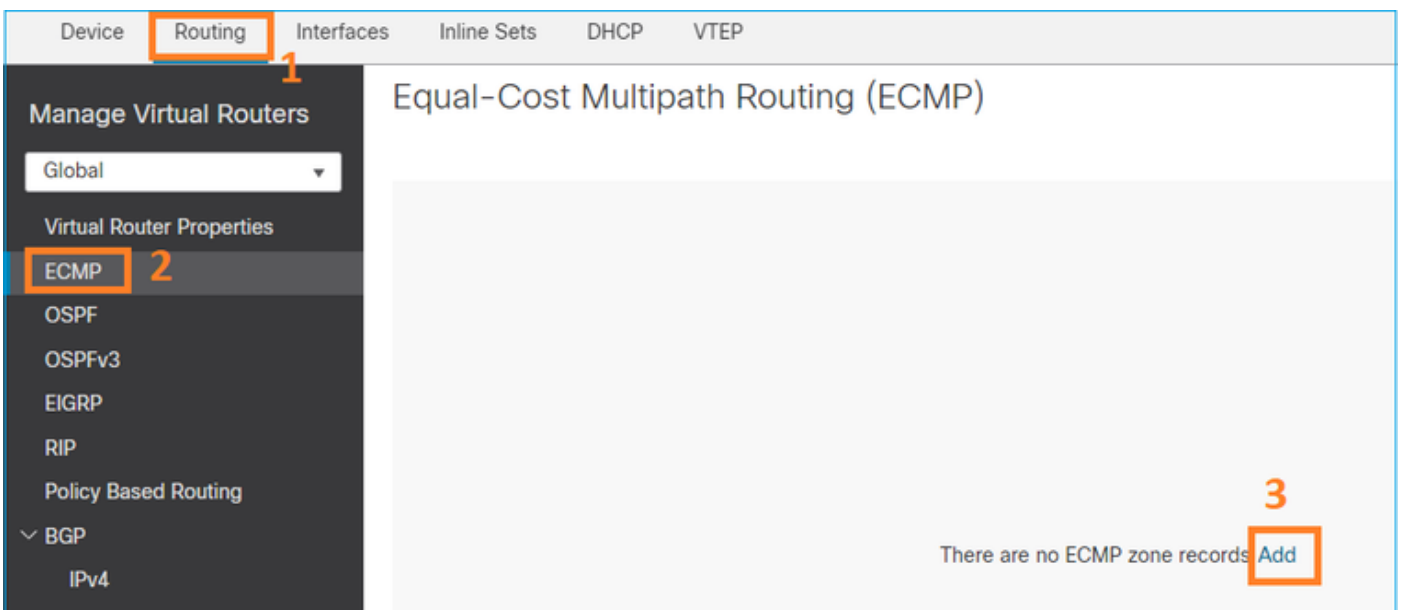 Device Routing Interfaces Inline Sets DHCP VTEP
1
Manage Virtual Routers
Global
Virtual Router Properties
ECMP 2
OSPF
OSPFv3
EIGRP
RIP
Policy Based Routing
BGP
IPv4
Equal-Cost Multipath Routing (ECMP)
3
There are no ECMP zone records Add